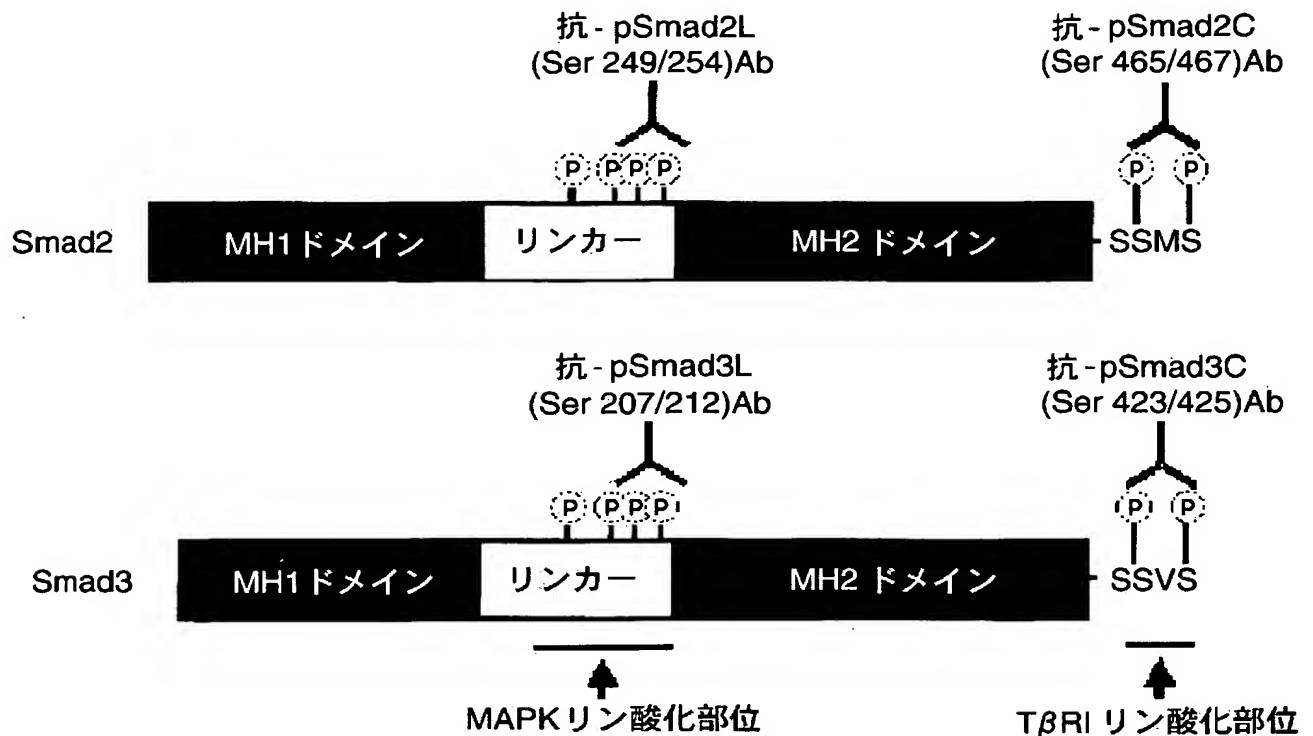 抗-pSmad2L
(Ser 249/254)Ab
抗-pSmad2C
(Ser 465/467)Ab
P P P P
P P
Smad2
MH1ドメイン
リンカー
MH2 ドメイン
SSMS
抗-pSmad3L
(Ser 207/212)Ab
抗-pSmad3C
(Ser 423/425)Ab
P P P P
P P
Smad3
MH1ドメイン
リンカー
MH2 ドメイン
SSVS
MAPKリン酸化部位
TβRI リン酸化部位